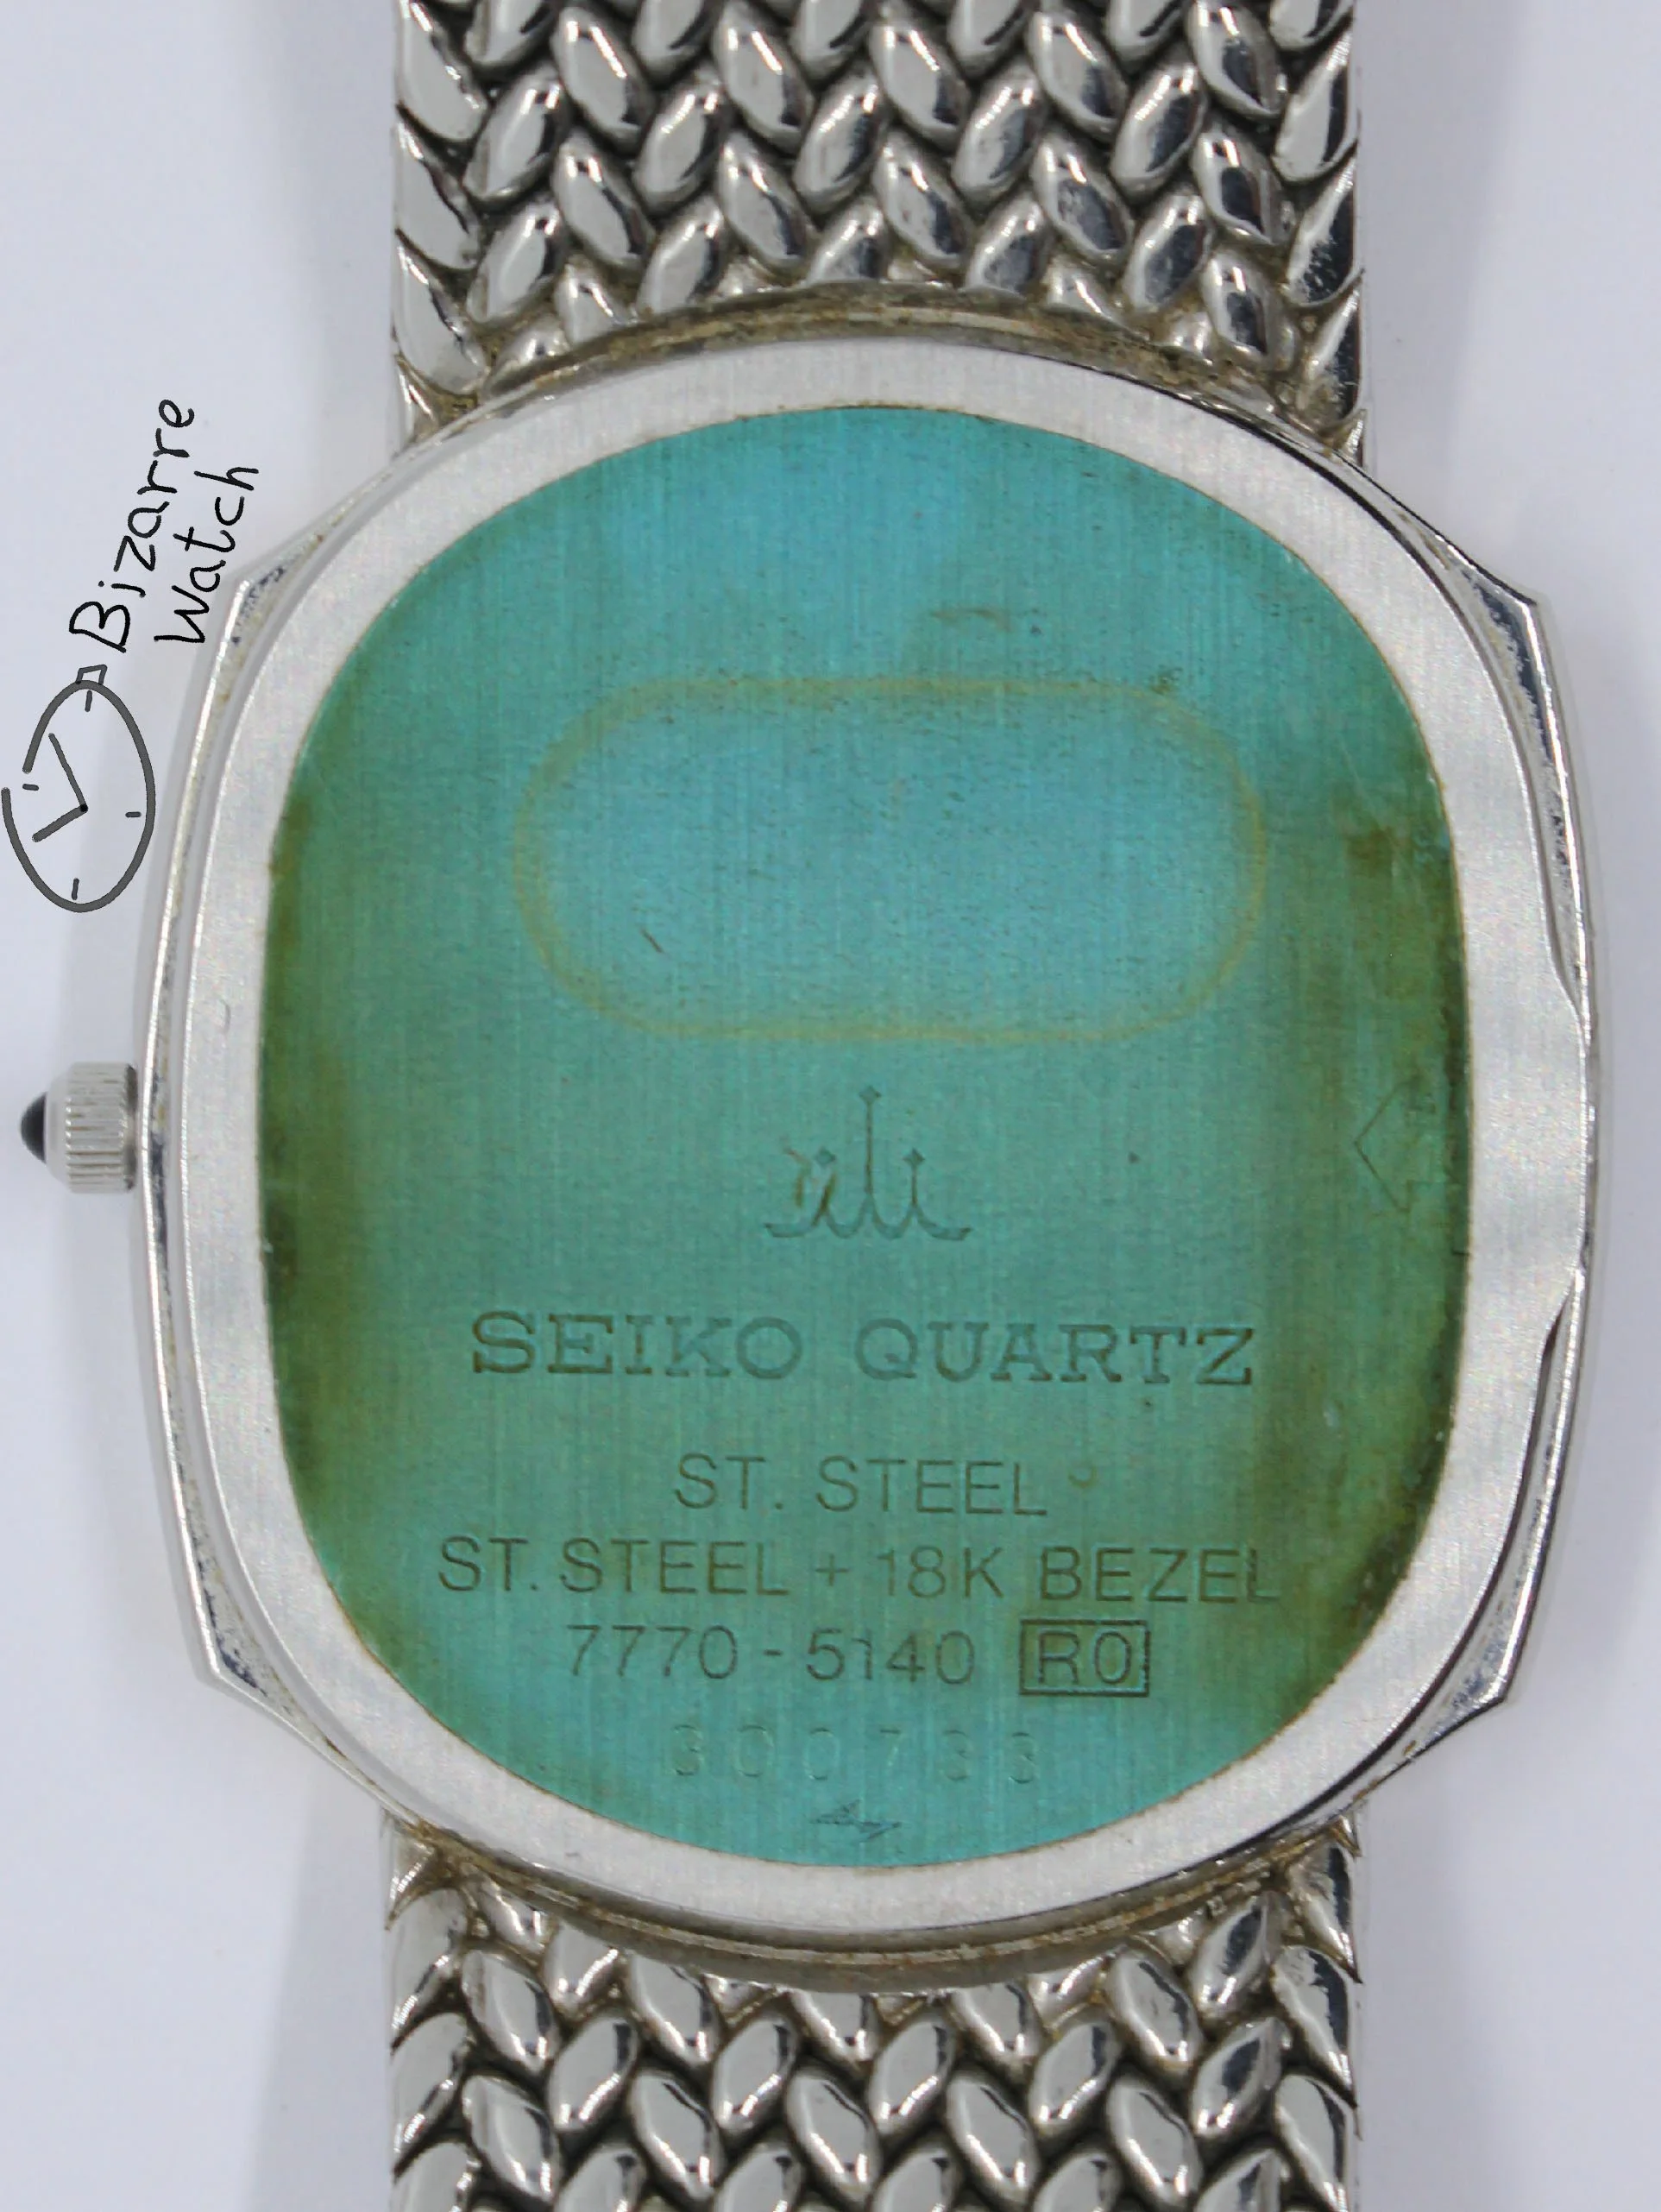 Bizarre
Watch
SEIKO QUARTZ
ST. STEEL
ST. STEEL + 18K BEZEL
7770-5140 R0
300733